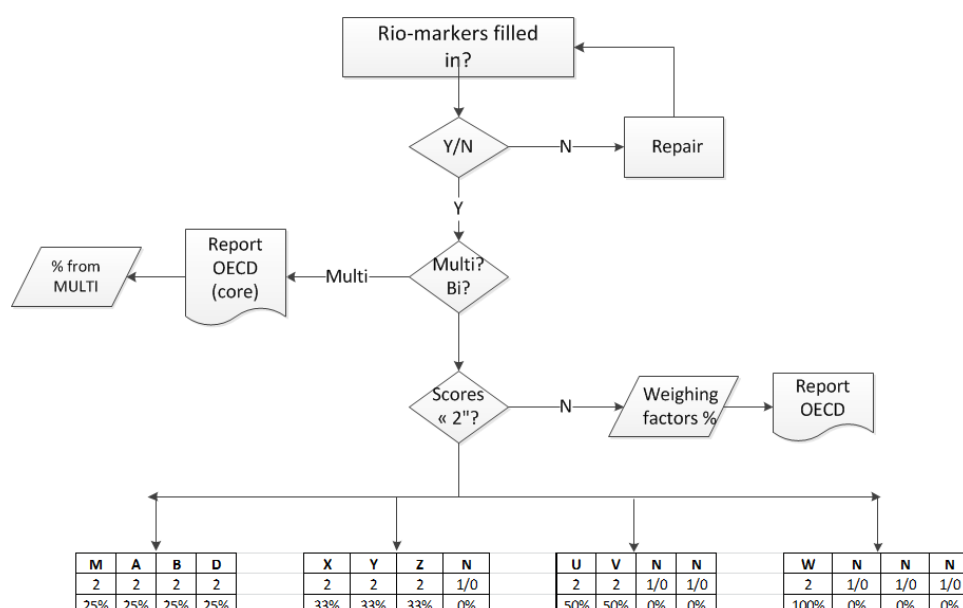 Rio-markers filled
in?
Y/N
N
Repair
Y
Multi?
Bi?
Multi
Report
OECD
(core)
% from
MULTI
Scores
« 2"?
N
Weighing
factors %
Report
OECD
M A B D
2 2 2 2
25% 25% 25% 25%
X Y Z N
2 2 2 1/0
33% 33% 33% 0%
U V N N
2 2 1/0 1/0
50% 50% 0% 0%
W N N N
2 1/0 1/0 1/0
100% 0% 0% 0%